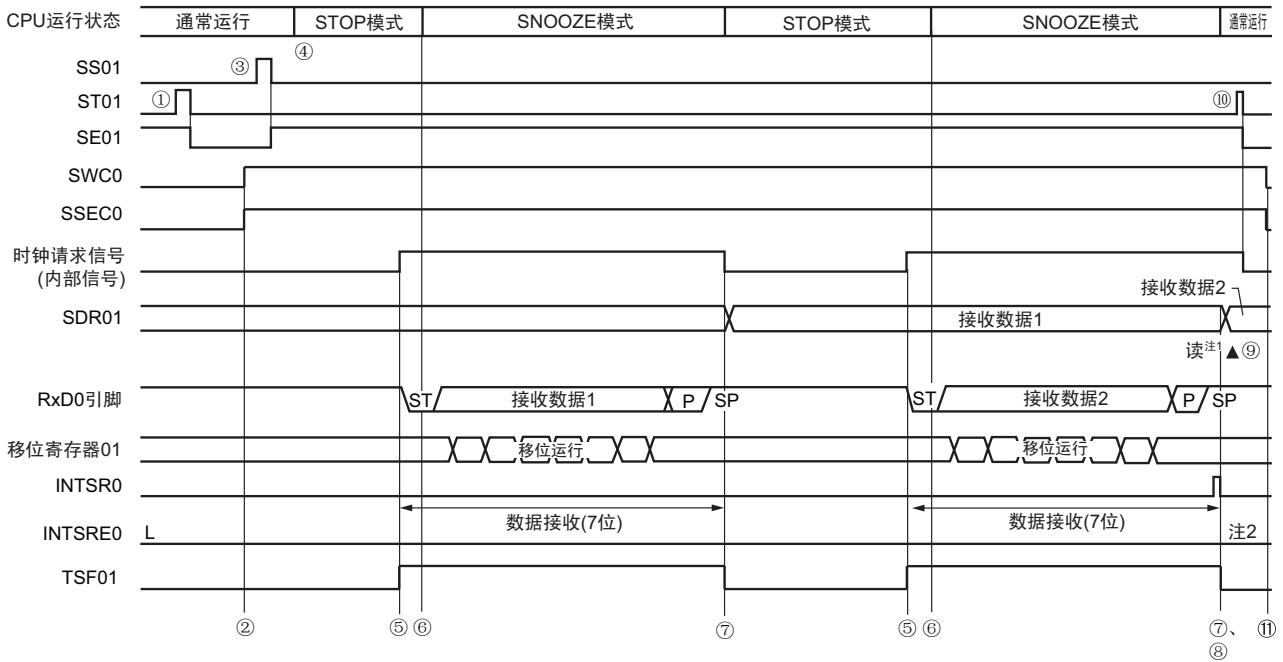 CPU运行状态 通常运行 STOP模式 SNOOZE模式 STOP模式 SNOOZE模式 通常运行
④
SS01 ③
ST01 ① ⑩
SE01
SWC0
SSEC0
时钟请求信号
(内部信号)
接收数据2
SDR01 接收数据1
读注1▲⑨
RxD0引脚 ST 接收数据1 P SP ST 接收数据2 P SP
移位寄存器01 移位运行 移位运行
INTSR0
数据接收(7位) 数据接收(7位)
INTSRE0 L 注2
TSF01
② ⑤ ⑥ ⑦ ⑤ ⑥ ⑦、 ⑪
⑧